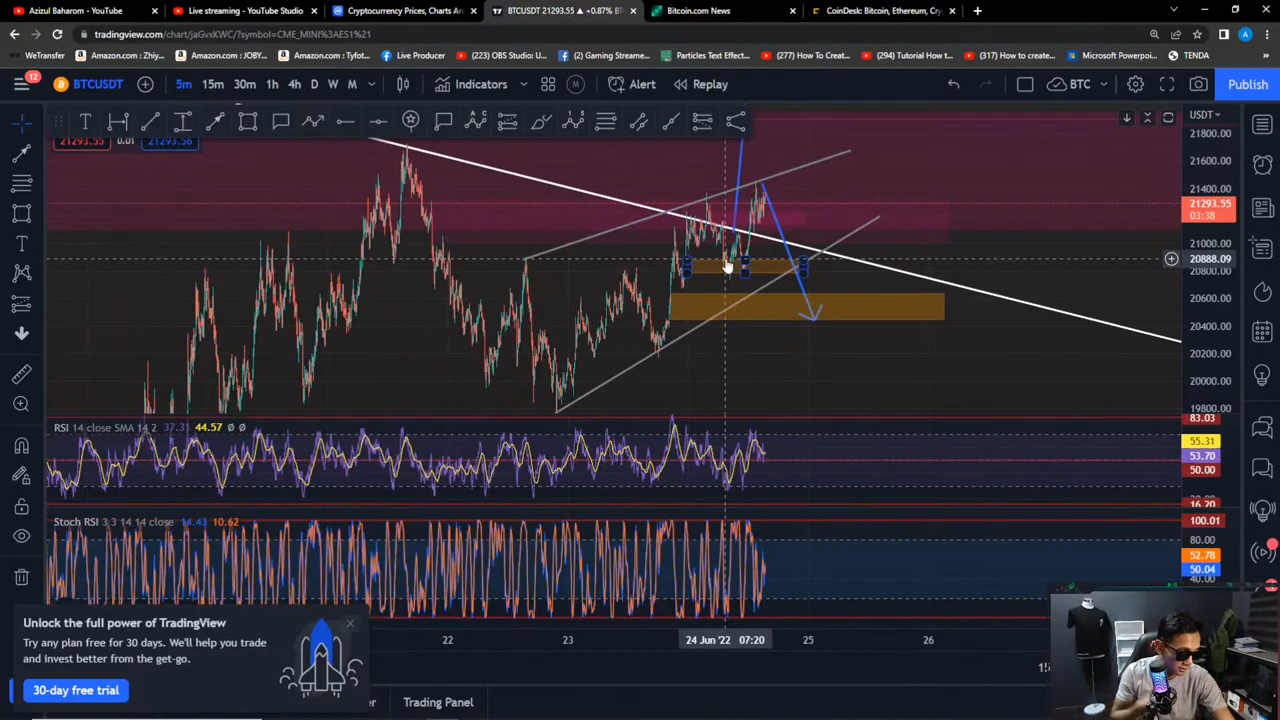 Azizul Baharom - YouTube
Live streaming - YouTube Studio
Cryptocurrency Prices, Charts An
BTCUSDT 21293.55 ▲ +0.87%
Bitcoin.com News
CoinDesk: Bitcoin, Ethereum, Cry
tradingview.com/chart/jaGvxKWC/?symbol=CME_MINI%3AES1%21
WeTransfer
Amazon.com : Zhiy...
Amazon.com: JOBY...
Amazon.com: Tyfot...
Live Producer
(223) OBS Studio -...
(2) Gaming Streame...
Particles Text Effect...
(277) How To Creat...
(294) Tutorial How t...
(317) How to create...
Microsoft Powerpoi...
TENDA
12
BTCUSDT
5m 15m 30m 1h 4h D W M
Indicators
Alert
Replay
BTC
Publish
21293.55 0.01 21293.56
USDT
21800.00
21600.00
21400.00
21293.55
03:38
21000.00
20888.09
20800.00
20600.00
20400.00
20200.00
20000.00
19800.00
RSI 14 close SMA 14 2 37.31 44.57 Ø Ø
83.03
55.31
53.70
50.00
16.20
Stoch RSI 3 3 14 14 close 14.43 10.62
100.01
80.00
52.78
50.04
40.00
22
23
24 Jun '22 07:20
25
26
Unlock the full power of TradingView
Try any plan free for 30 days. We'll help you trade
and invest better from the get-go.
30-day free trial
Trading Panel